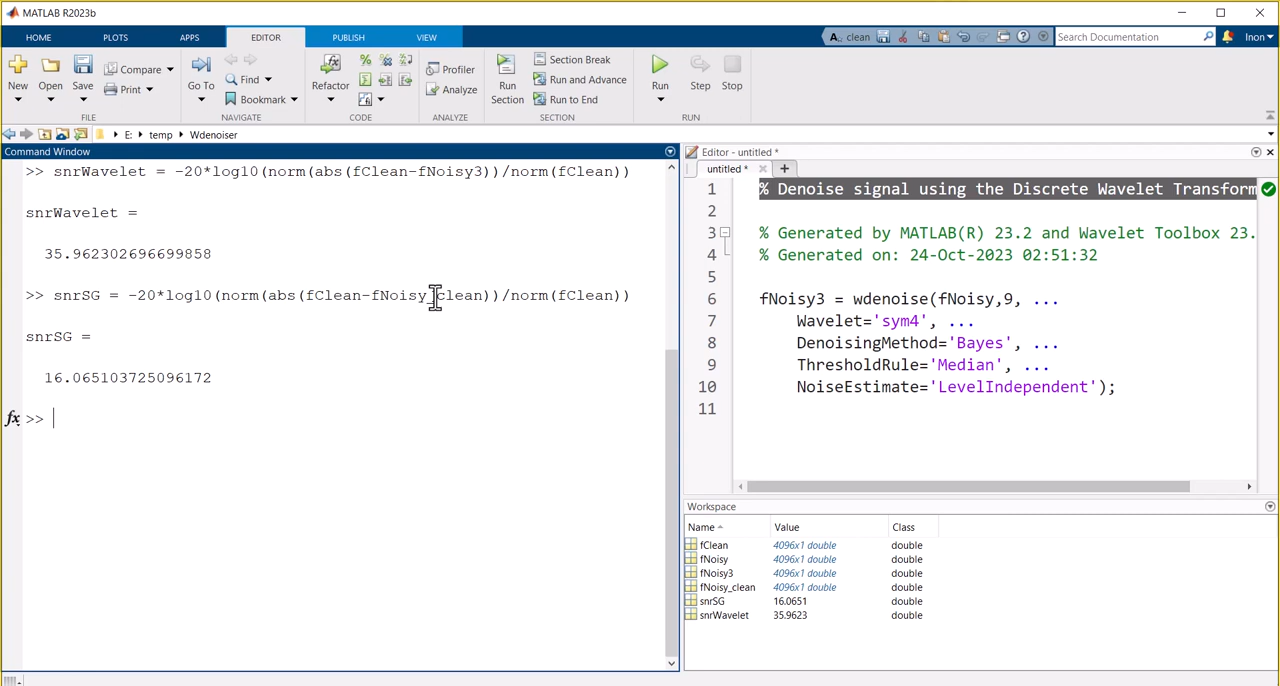 MATLAB R2023b
HOME PLOTS APPS EDITOR PUBLISH VIEW clean Search Documentation Inon
New Open Save Compare Print Go To Find Bookmark Refactor Profiler Analyze Run Section Section Break Run and Advance Run to End Run Step Stop
FILE NAVIGATE CODE ANALYZE SECTION RUN
E: temp Wdenoiser
Command Window
>> snrWavelet = -20*log10(norm(abs(fClean-fNoisy3))/norm(fClean))
snrWavelet =
35.962302696699858
>> snrSG = -20*log10(norm(abs(fClean-fNoisy_clean))/norm(fClean))
snrSG =
16.065103725096172
fx >>
Editor - untitled *
untitled *
1 % Denoise signal using the Discrete Wavelet Transform
2
3 % Generated by MATLAB(R) 23.2 and Wavelet Toolbox 23.
4 % Generated on: 24-Oct-2023 02:51:32
5
6 fNoisy3 = wdenoise(fNoisy,9, ...
7 Wavelet='sym4', ...
8 DenoisingMethod='Bayes', ...
9 ThresholdRule='Median', ...
10 NoiseEstimate='LevelIndependent');
11
Workspace
Name Value Class
fClean 4096x1 double double
fNoisy 4096x1 double double
fNoisy3 4096x1 double double
fNoisy_clean 4096x1 double double
snrSG 16.0651 double
snrWavelet 35.9623 double